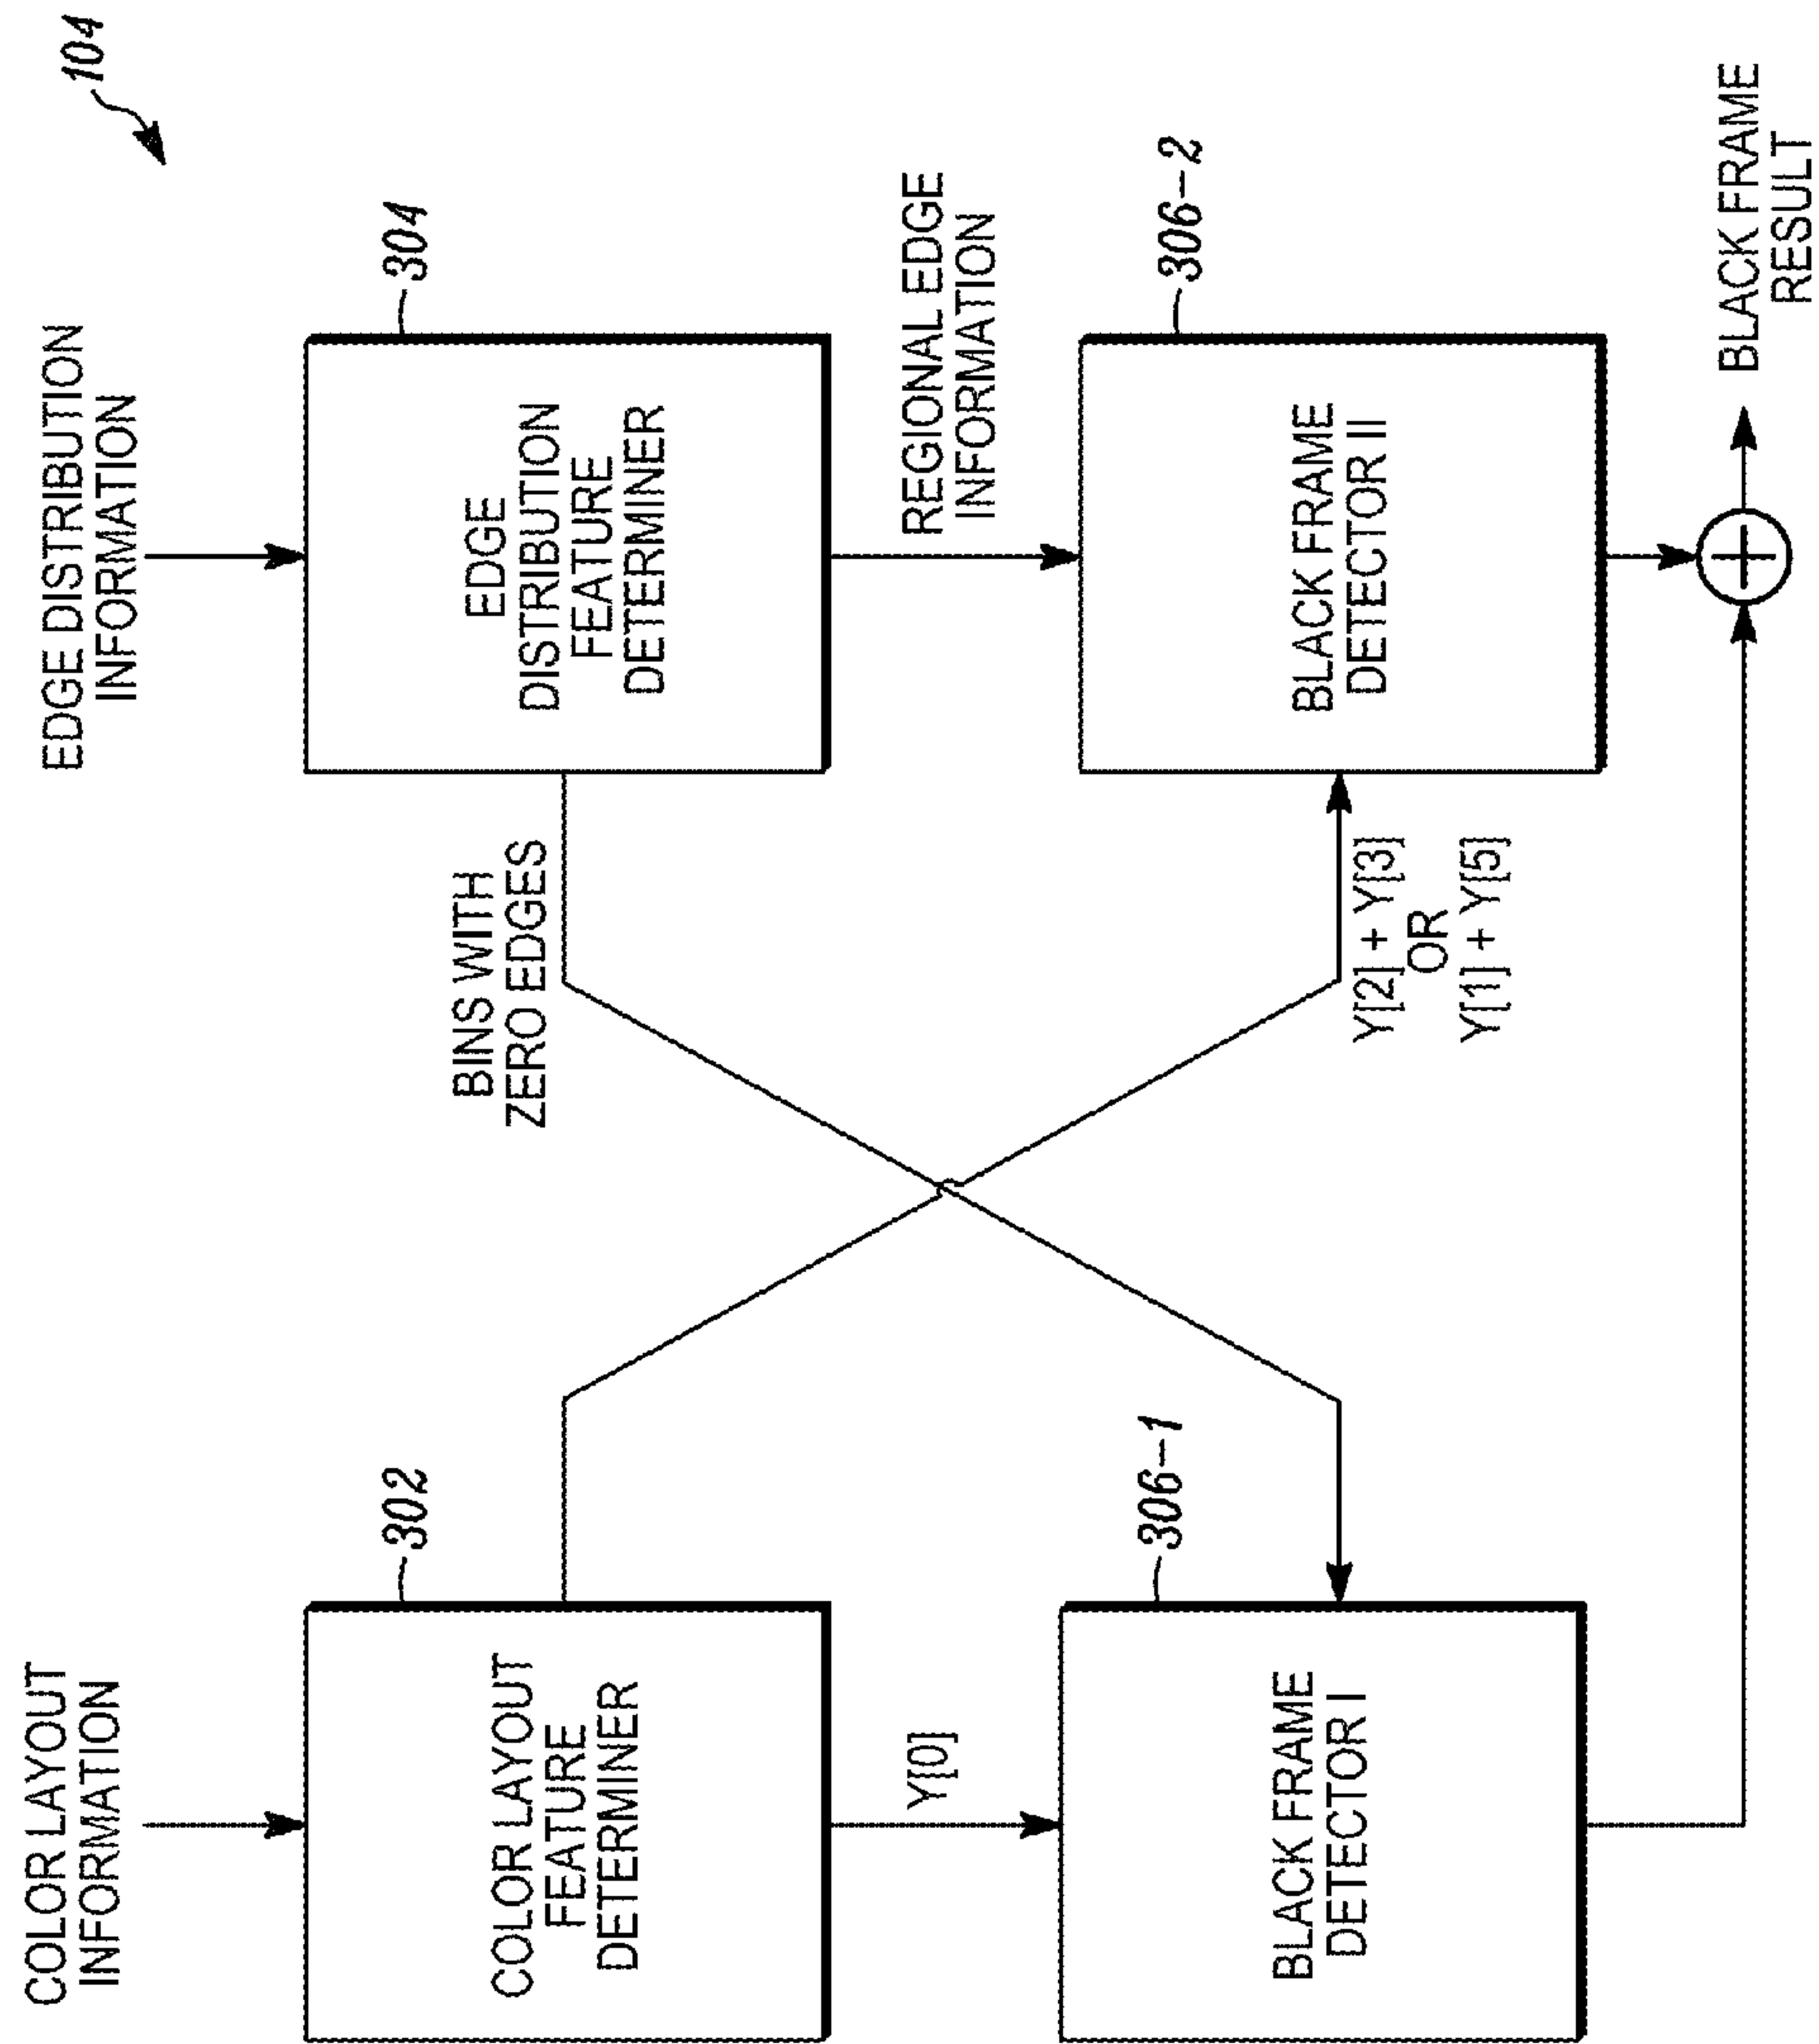 104
COLOR LAYOUT
INFORMATION
EDGE DISTRIBUTION
INFORMATION
302
304
COLOR LAYOUT
FEATURE
DETERMINER
EDGE
DISTRIBUTION
FEATURE
DETERMINER
BINS WITH
ZERO EDGES
Y[0]
REGIONAL EDGE
INFORMATION
306-1
306-2
BLACK FRAME
DETECTOR I
BLACK FRAME
DETECTOR II
Y[2] + Y[3]
OR
Y[1] + Y[5]
BLACK FRAME
RESULT